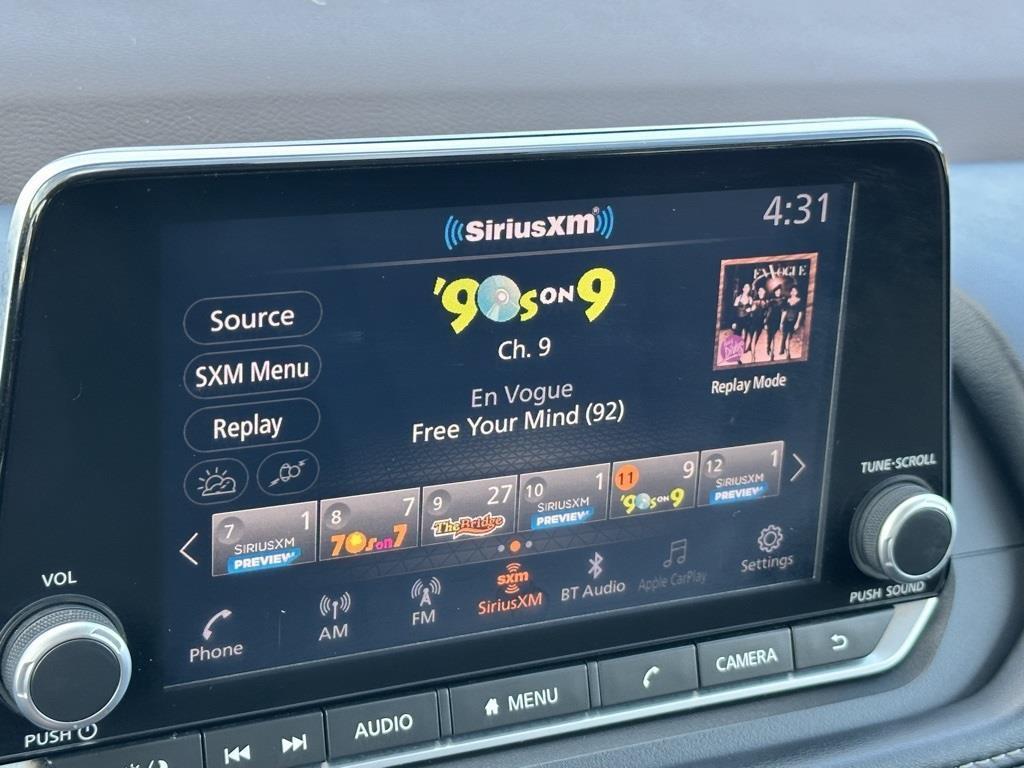 SiriusXm®
4:31
'90s ON 9
EN VOGUE
Source
Ch. 9
SXM Menu
Replay Mode
En Vogue
Replay
Free Your Mind (92)
TUNE·SCROLL
7 1
SIRIUSXM
PREVIEW
8 7
70s on 7
9 27
The Bridge
10 1
SIRIUSXM
PREVIEW
11 9
'90s ON 9
12 1
SIRIUSXM
PREVIEW
VOL
Phone
AM
FM
sxm
SiriusXM
BT Audio
Apple CarPlay
Settings
PUSH SOUND
PUSH
AUDIO
MENU
CAMERA